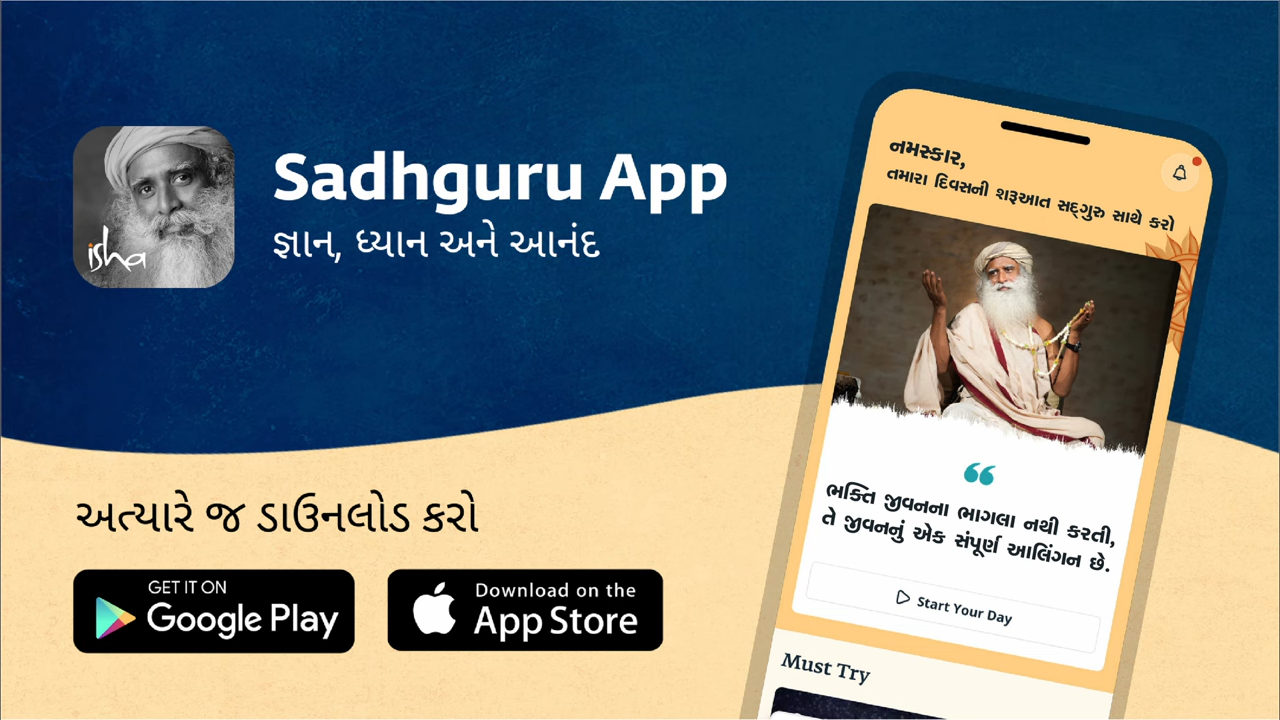 isha
Sadhguru App
જ્ઞાન, ધ્યાન અને આનંદ
અત્યારે જ ડાઉનલોડ કરો
GET IT ON
Google Play
Download on the
App Store
નમસ્કાર,
તમારા દિવસની શરૂઆત સદ્‌ગુરુ સાથે કરો
“
ભક્તિ જીવનના ભાગલા નથી કરતી,
તે જીવનનું એક સંપૂર્ણ આલિંગન છે.
Start Your Day
Must Try